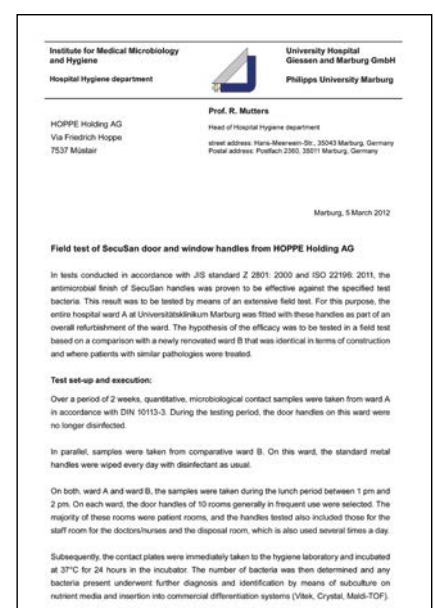 Institute for Medical Microbiology
and Hygiene
Hospital Hygiene department
University Hospital
Giessen and Marburg GmbH
Philipps University Marburg
HOPPE Holding AG
Via Friedrich Hoppe
7537 Müstair
Prof. R. Mutters
Head of Hospital Hygiene department
street address: Hans-Meerwein-Str., 35043 Marburg, Germany
Postal address: Postfach 2360, 35011 Marburg, Germany
Marburg, 5 March 2012
Field test of SecuSan door and window handles from HOPPE Holding AG
In tests conducted in accordance with JIS standard Z 2801: 2000 and ISO 22196: 2011, the
antimicrobial finish of SecuSan handles was proven to be effective against the specified test
bacteria. This result was to be tested by means of an extensive field test. For this purpose, the
entire hospital ward A at Universitätsklinikum Marburg was fitted with these handles as part of an
overall refurbishment of the ward. The hypothesis of the efficacy was to be tested in a field test
based on a comparison with a newly renovated ward B that was identical in terms of construction
and where patients with similar pathologies were treated.
Test set-up and execution:
Over a period of 2 weeks, quantitative, microbiological contact samples were taken from ward A
in accordance with DIN 10113-3. During the testing period, the door handles on this ward were
no longer disinfected.
In parallel, samples were taken from comparative ward B. On this ward, the standard metal
handles were wiped every day with disinfectant as usual.
On both, ward A and ward B, the samples were taken during the lunch period between 1 pm and
2 pm. On each ward, the door handles of 10 rooms generally in frequent use were selected. The
majority of these rooms were patient rooms, and the handles tested also included those for the
staff room for the doctors/nurses and the disposal room, which is also used several times a day.
Subsequently, the contact plates were immediately taken to the hygiene laboratory and incubated
at 37°C for 24 hours in the incubator. The number of bacteria was then determined and any
bacteria present underwent further diagnosis and identification by means of subculture on
nutrient media and insertion into commercial differentiation systems (Vitek, Crystal, Maldi-TOF).